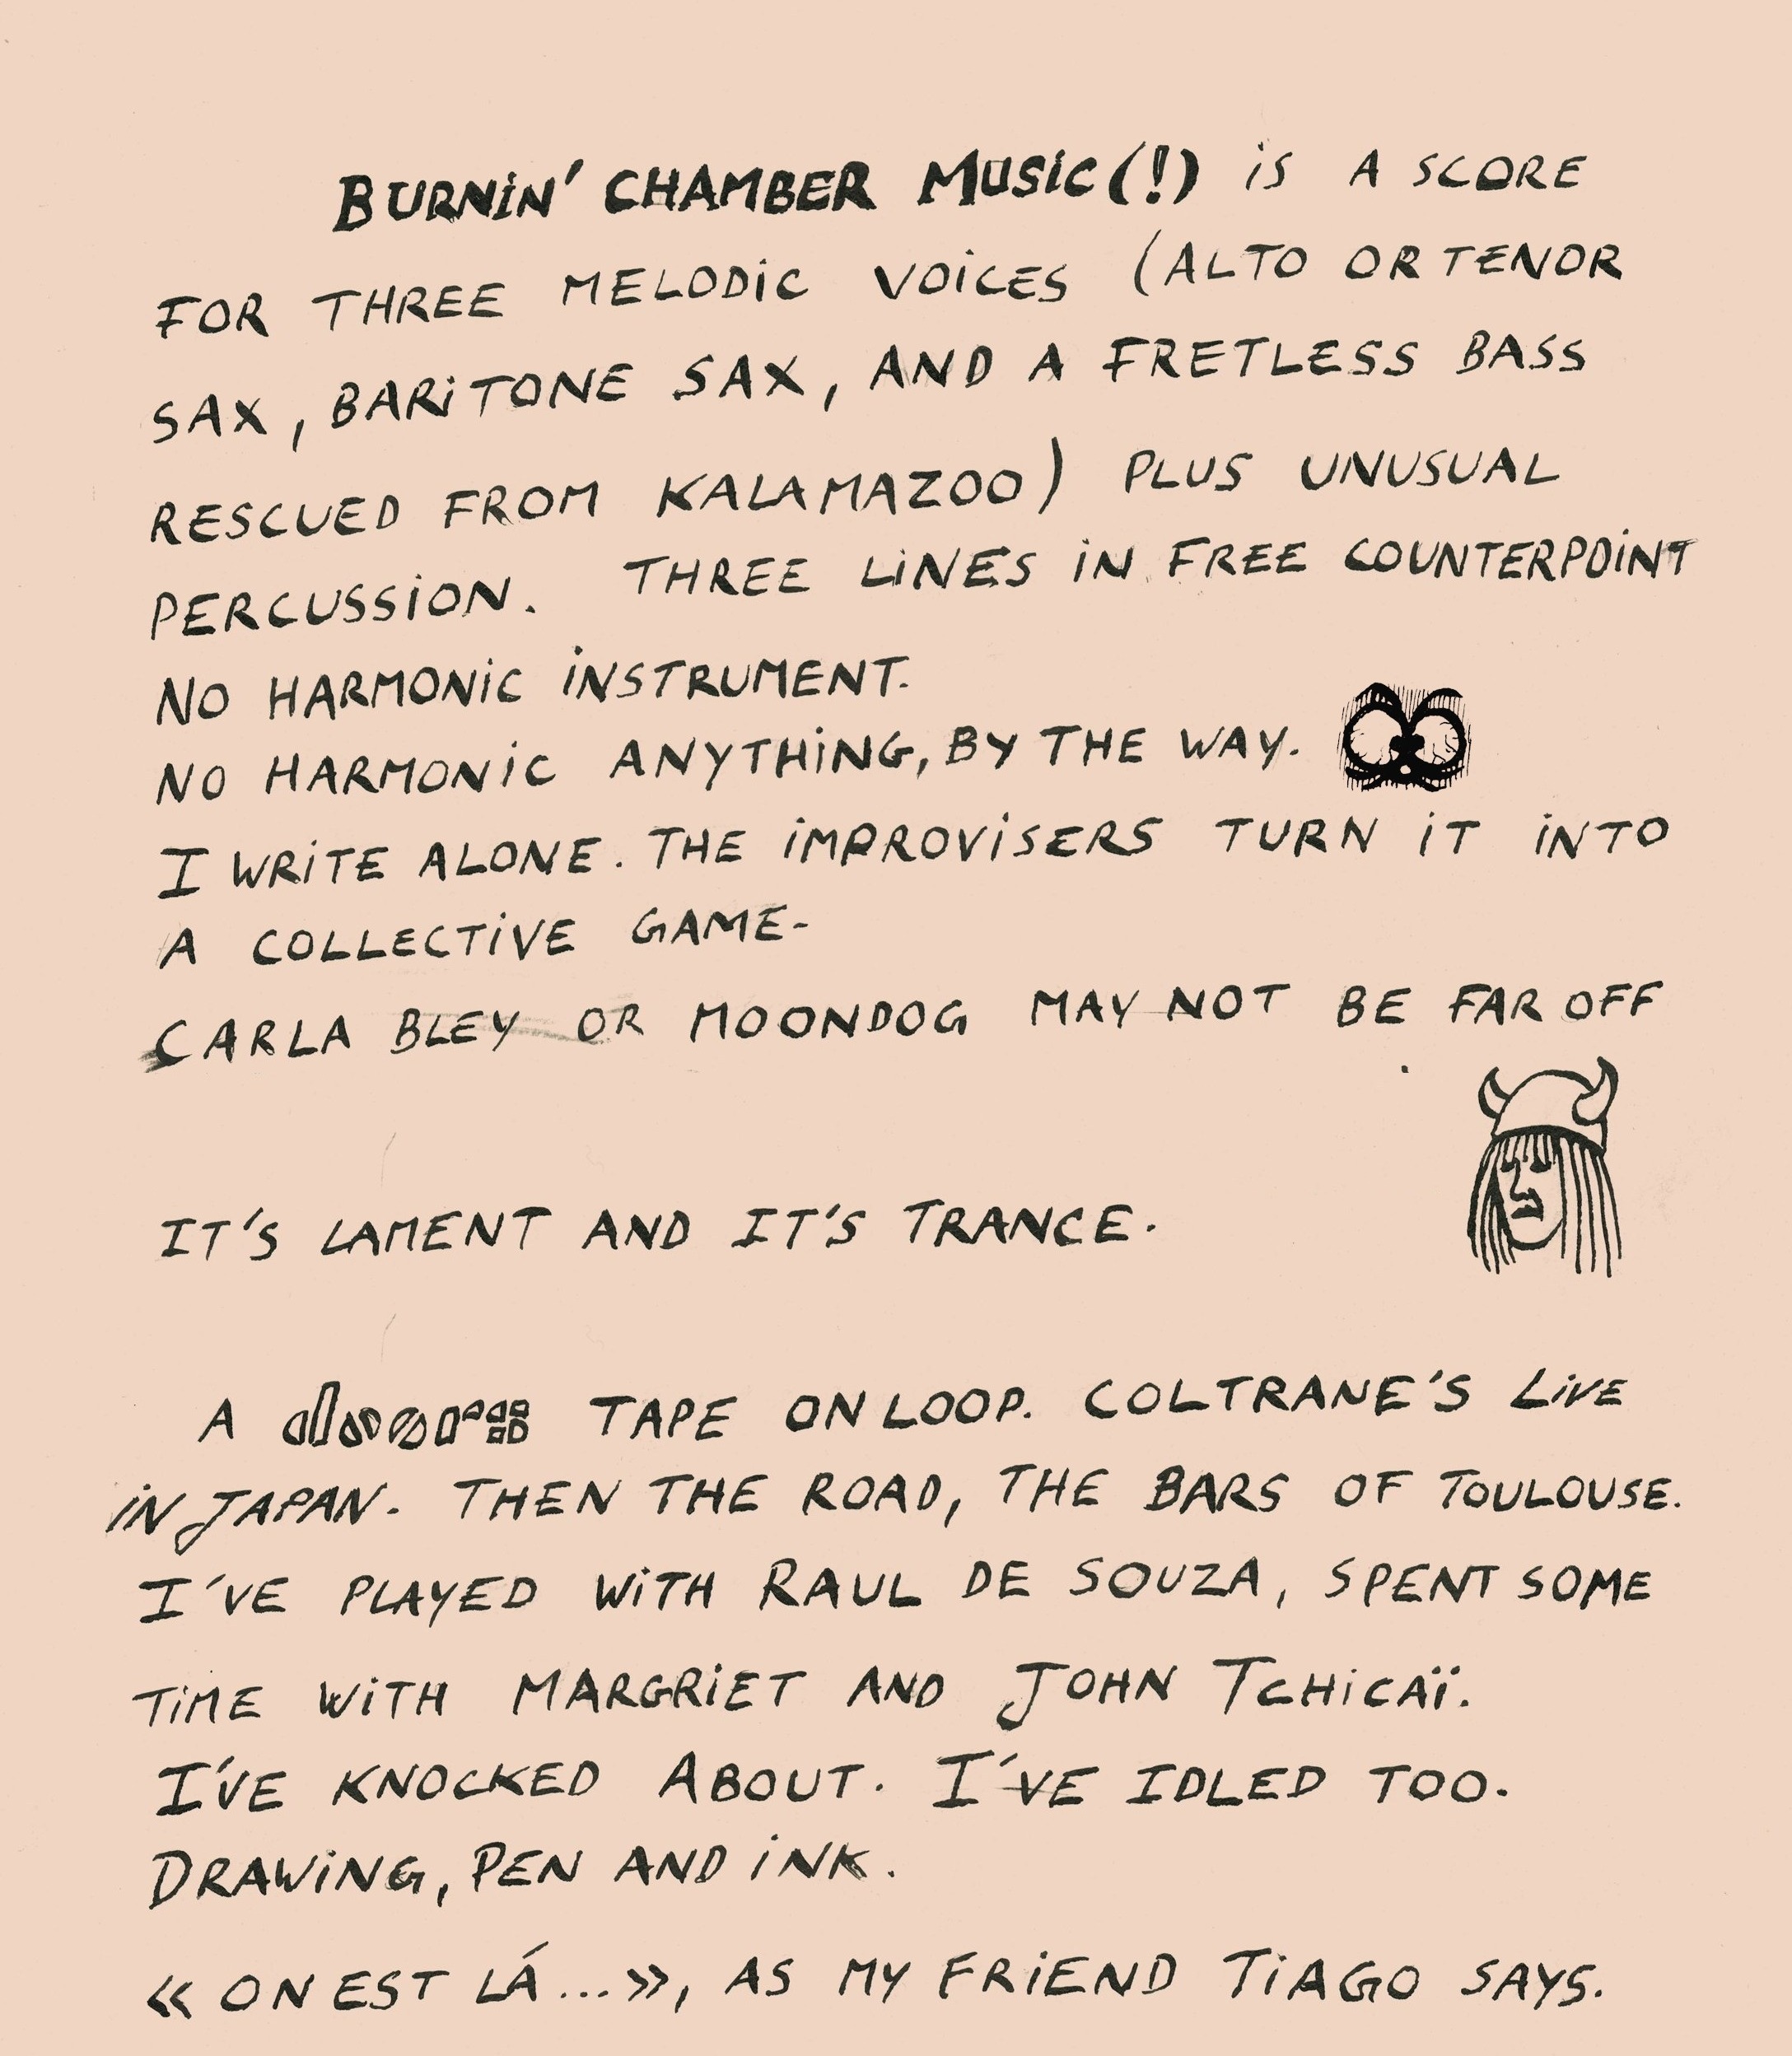 BURNIN' CHAMBER MUSIC(!) IS A SCORE
FOR THREE MELODIC VOICES (ALTO OR TENOR
SAX, BARITONE SAX, AND A FRETLESS BASS
RESCUED FROM KALAMAZOO) PLUS UNUSUAL
PERCUSSION. THREE LINES IN FREE COUNTERPOINT
NO HARMONIC INSTRUMENT.
NO HARMONIC ANYTHING, BY THE WAY.
I WRITE ALONE. THE IMPROVISERS TURN IT INTO
A COLLECTIVE GAME-
CARLA BLEY OR MOONDOG MAY NOT BE FAR OFF
IT'S LAMENT AND IT'S TRANCE.
A TAPE ON LOOP. COLTRANE'S LIVE
IN JAPAN. THEN THE ROAD, THE BARS OF TOULOUSE.
I'VE PLAYED WITH RAUL DE SOUZA, SPENT SOME
TIME WITH MARGRIET AND JOHN TCHICAÏ.
I'VE KNOCKED ABOUT. I'VE IDLED TOO.
DRAWING, PEN AND INK.
« ON EST LÁ...», AS MY FRIEND TIAGO SAYS.